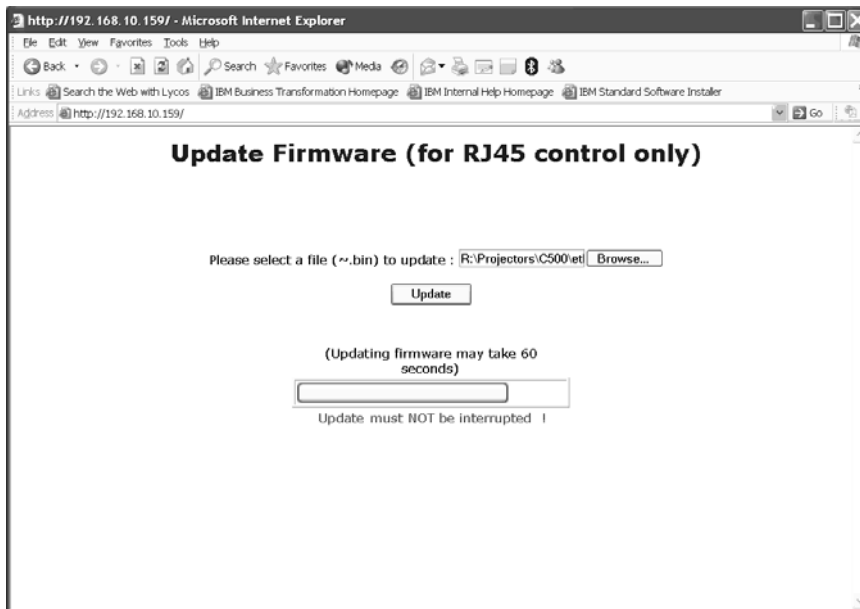 http://192.168.10.159/ - Microsoft Internet Explorer
File Edit View Favorites Tools Help
Back Search Favorites Media
Links Search the Web with Lycos IBM Business Transformation Homepage IBM Internal Help Homepage IBM Standard Software Installer
Address http://192.168.10.159/ Go
Update Firmware (for RJ45 control only)
Please select a file (~.bin) to update : R:\Projectors\C500\etl Browse...
Update
(Updating firmware may take 60
seconds)
Update must NOT be interrupted !